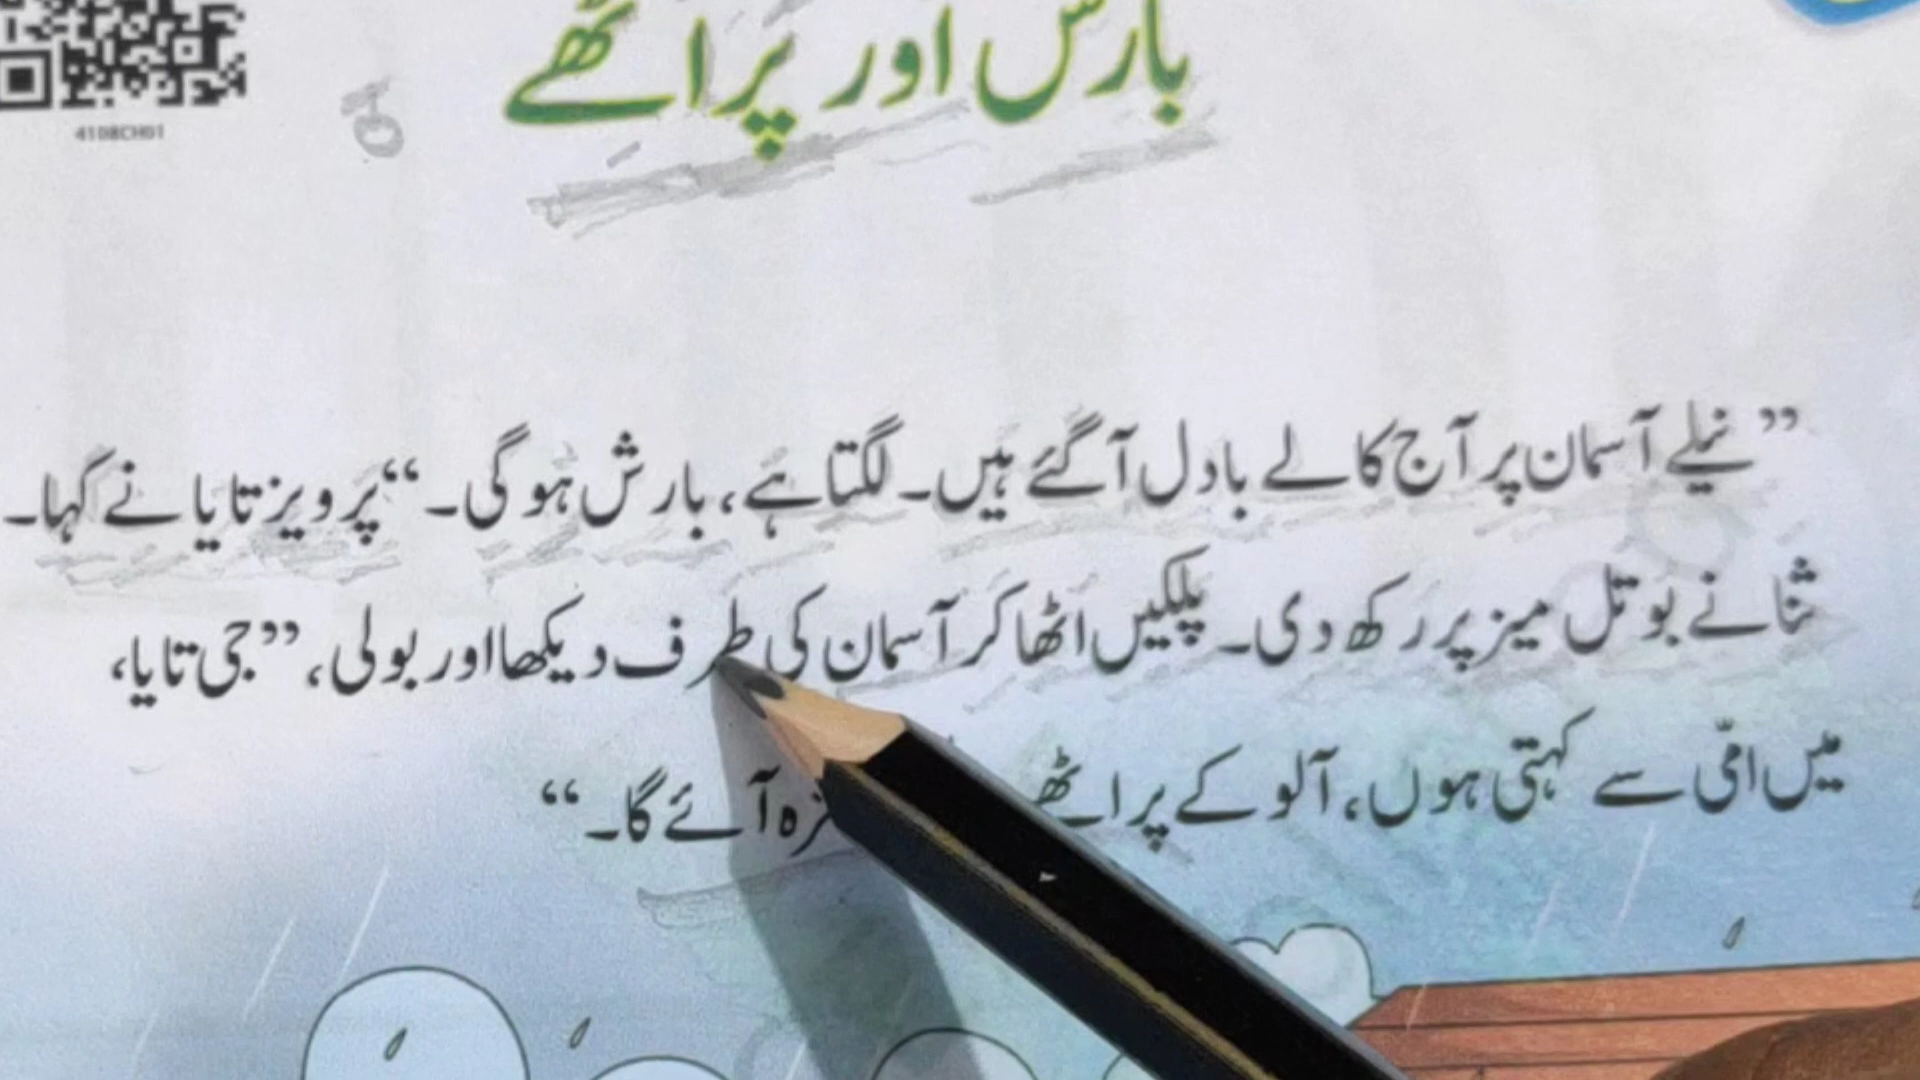 بارش اور پراٹھے
4108CH01
”نیلے آسمان پر آج کالے بادل آگئے ہیں۔ لگتا ہے، بارش ہوگی۔“ پرویز تایا نے کہا۔
ثنا نے بوتل میز پر رکھ دی۔ پلکیں اٹھا کر آسمان کی طرف دیکھا اور بولی، ”جی تایا،
میں امّی سے کہتی ہوں، آلو کے پراٹھے آئے گا۔“